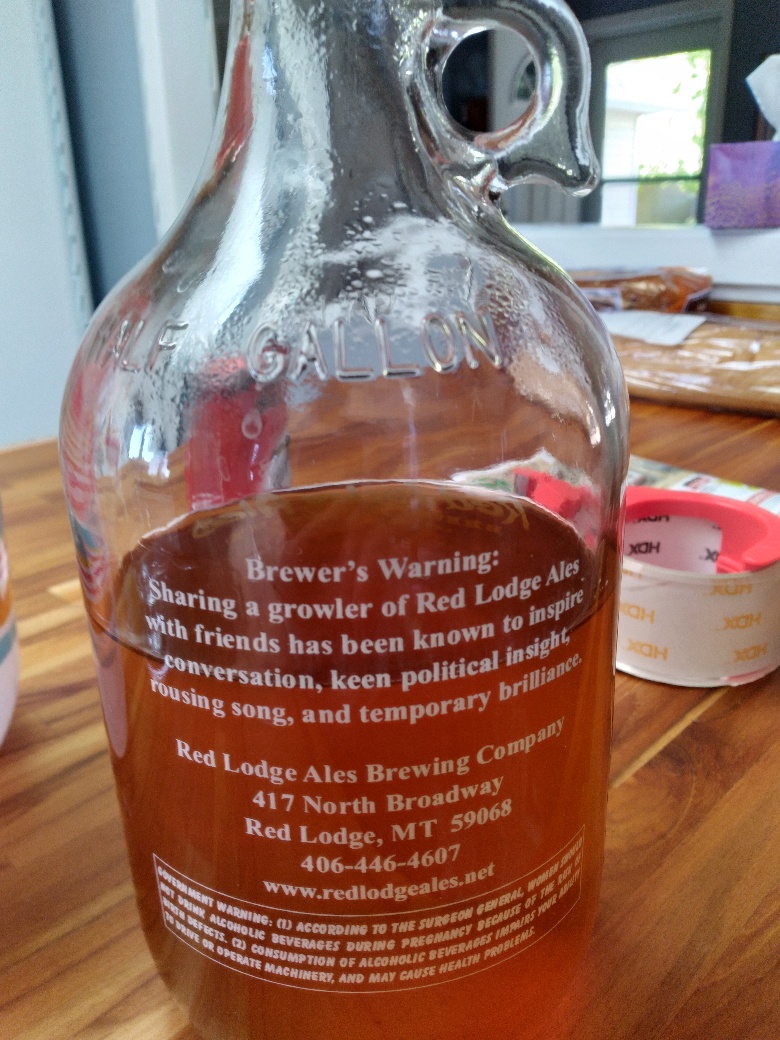 GALLON
Brewer's Warning:
Sharing a growler of Red Lodge Ales
with friends has been known to inspire
conversation, keen political insight,
rousing song, and temporary brilliance.
Red Lodge Ales Brewing Company
417 North Broadway
Red Lodge, MT 59068
406-446-4607
www.redlodgeales.net
GOVERNMENT WARNING: (1) ACCORDING TO THE SURGEON GENERAL, WOMEN SHOULD
NOT DRINK ALCOHOLIC BEVERAGES DURING PREGNANCY BECAUSE OF THE RISK OF
BIRTH DEFECTS. (2) CONSUMPTION OF ALCOHOLIC BEVERAGES IMPAIRS YOUR ABILITY
TO DRIVE OR OPERATE MACHINERY, AND MAY CAUSE HEALTH PROBLEMS.
HDX
HDX
HDX
HDX
HDX
HDX